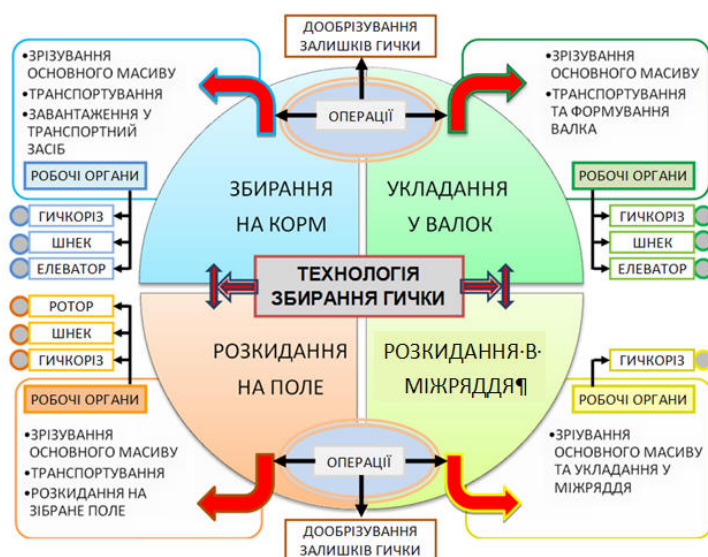 ДООБРІЗУВАННЯ
ЗАЛИШКІВ ГИЧКИ
•ЗРІЗУВАННЯ
ОСНОВНОГО МАСИВУ
•ТРАНСПОРТУВАННЯ
•ЗАВАНТАЖЕННЯ У
ТРАНСПОРТНИЙ
ЗАСІБ
РОБОЧІ ОРГАНИ
ГИЧКОРІЗ
ШНЕК
ЕЛЕВАТОР
ОПЕРАЦІЇ
•ЗРІЗУВАННЯ
ОСНОВНОГО МАСИВУ
•ТРАНСПОРТУВАННЯ
ТА ФОРМУВАННЯ
ВАЛКА
РОБОЧІ ОРГАНИ
ГИЧКОРІЗ
ШНЕК
ЕЛЕВАТОР
ЗБИРАННЯ
НА КОРМ
УКЛАДАННЯ
У ВАЛОК
ТЕХНОЛОГІЯ
ЗБИРАННЯ ГИЧКИ
РОЗКИДАННЯ
НА ПОЛЕ
РОЗКИДАННЯ·В·
МІЖРЯДДЯ¶
РОТОР
ШНЕК
ГИЧКОРІЗ
РОБОЧІ ОРГАНИ
•ЗРІЗУВАННЯ
ОСНОВНОГО МАСИВУ
•ТРАНСПОРТУВАННЯ
•РОЗКИДАННЯ НА
ЗІБРАНЕ ПОЛЕ
ОПЕРАЦІЇ
ГИЧКОРІЗ
РОБОЧІ ОРГАНИ
•ЗРІУВАННЯ
ОСНОВНОГО МАСИВУ
ТА УКЛАДАННЯ У
МІЖРЯДДЯ
ДООБРІЗУВАННЯ
ЗАЛИШКІВ ГИЧКИ